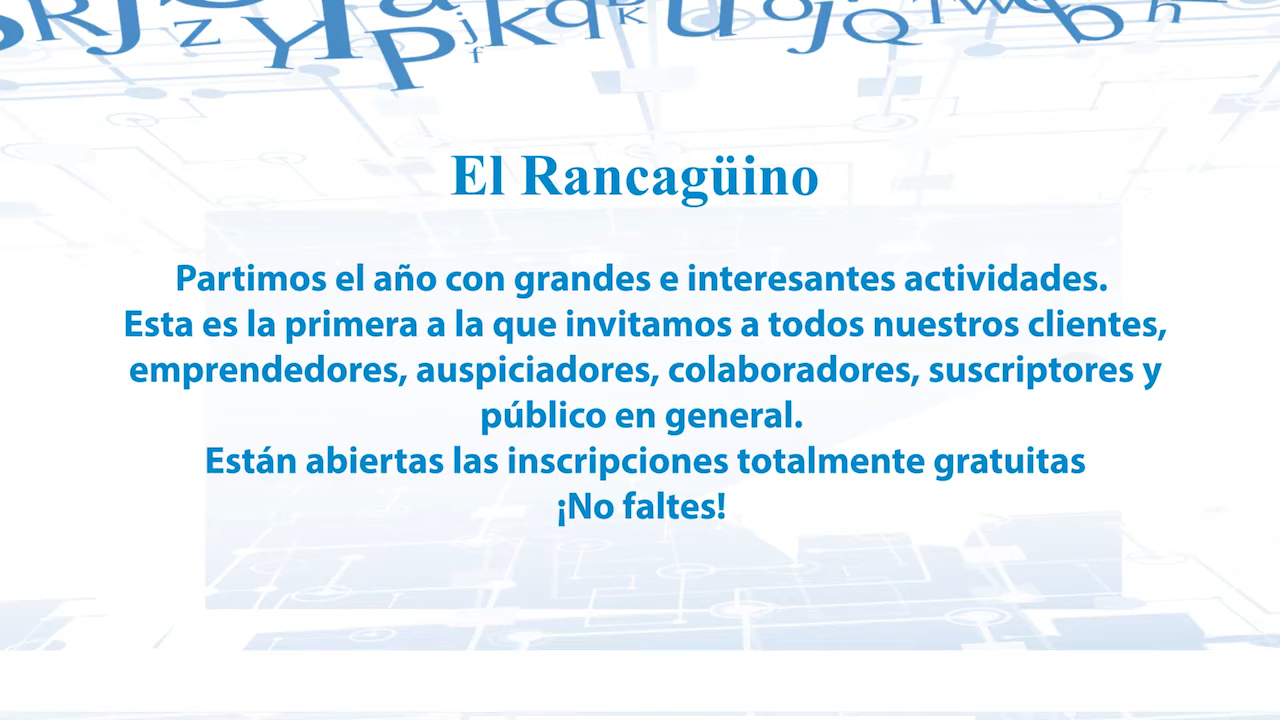 El Rancagüino
Partimos el año con grandes e interesantes actividades.
Esta es la primera a la que invitamos a todos nuestros clientes,
emprendedores, auspiciadores, colaboradores, suscriptores y
público en general.
Están abiertas las inscripciones totalmente gratuitas
¡No faltes!